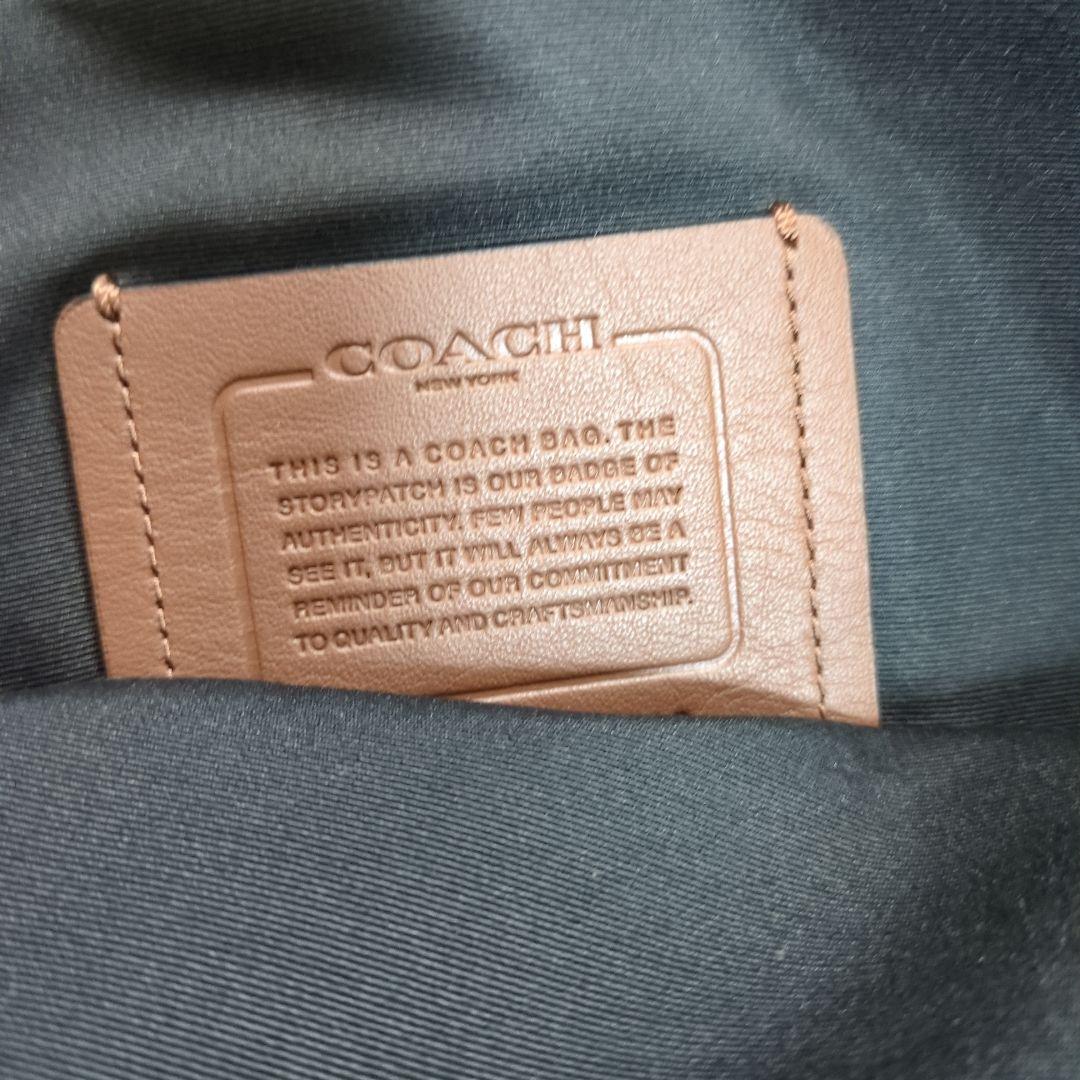 COACH
NEW YORK
THIS IS A COACH BAG. THE
STORYPATCH IS OUR BADGE OF
AUTHENTICITY. FEW PEOPLE MAY
SEE IT, BUT IT WILL ALWAYS BE A
REMINDER OF OUR COMMITMENT
TO QUALITY AND CRAFTSMANSHIP.